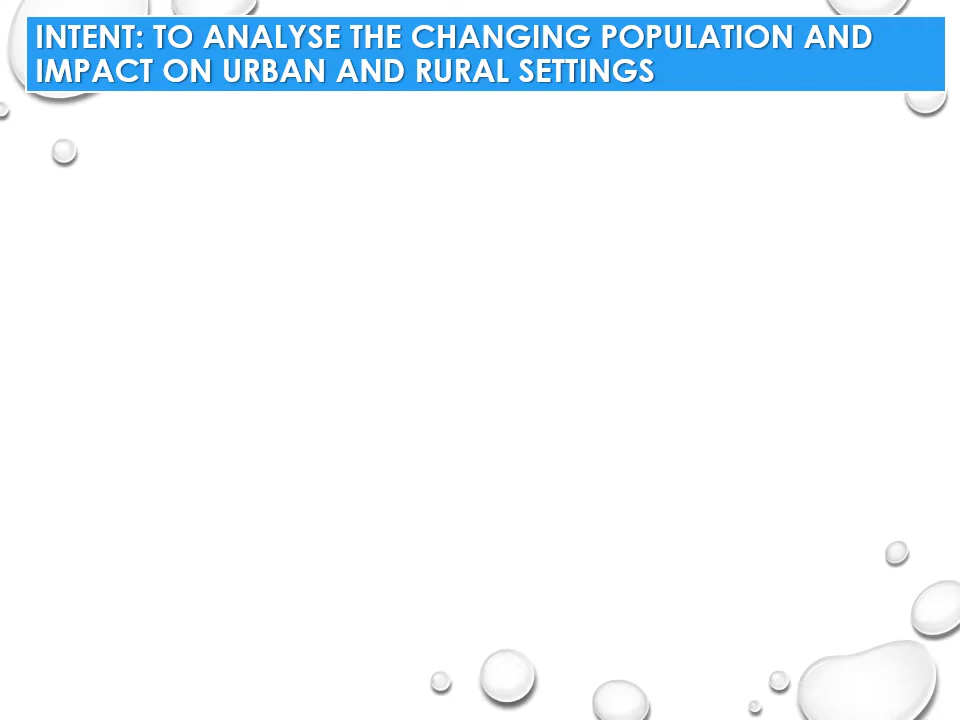 INTENT: TO ANALYSE THE CHANGING POPULATION AND
IMPACT ON URBAN AND RURAL SETTINGS